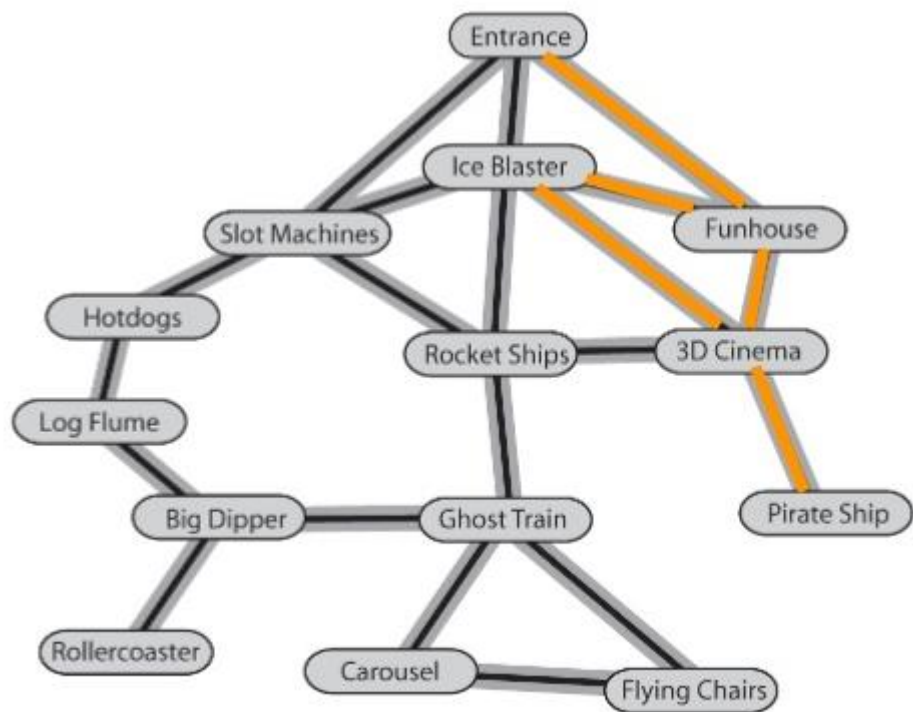 Entrance
Ice Blaster
Slot Machines
Funhouse
Hotdogs
Rocket Ships
3D Cinema
Log Flume
Big Dipper
Ghost Train
Pirate Ship
Rollercoaster
Carousel
Flying Chairs